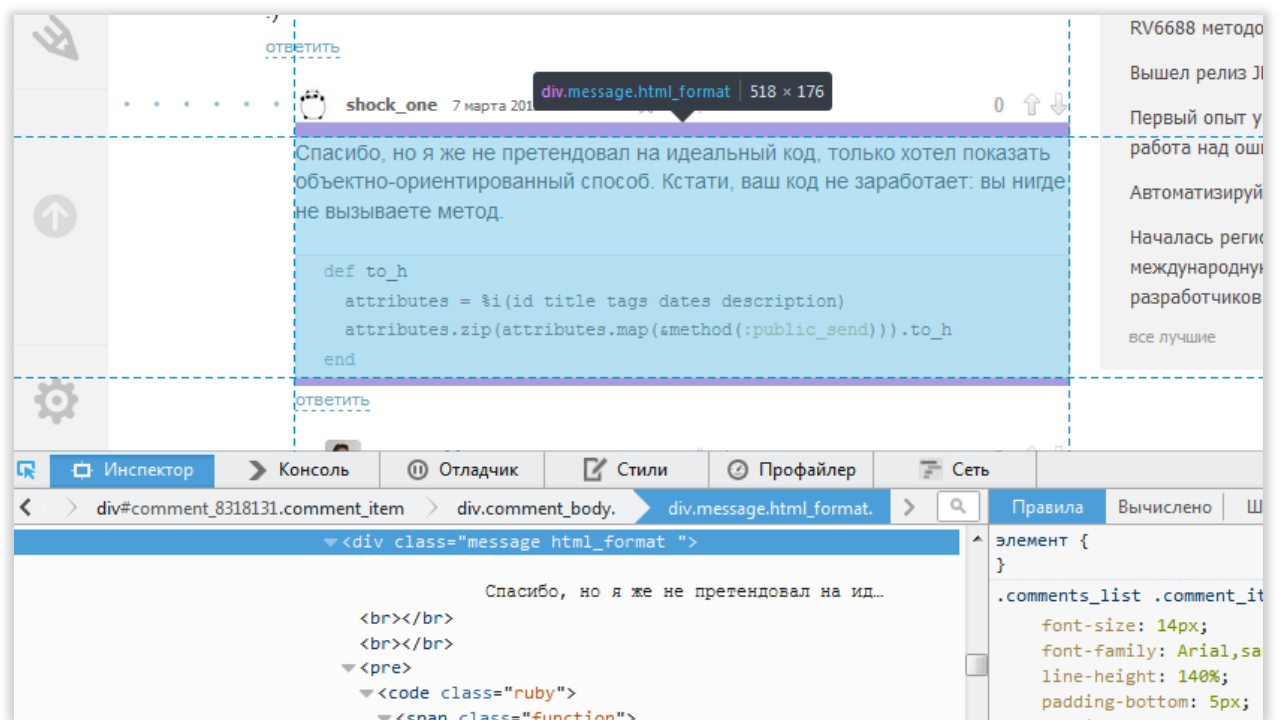 :)
ответить
shock_one 7 марта 201
div.message.html_format 518 × 176
0
Спасибо, но я же не претендовал на идеальный код, только хотел показать
объектно-ориентированный способ. Кстати, ваш код не заработает: вы нигде
не вызываете метод.
def to_h
attributes = %i(id title tags dates description)
attributes.zip(attributes.map(&method(:public_send))).to_h
end
ответить
RV6688 методо
Вышел релиз J
Первый опыт у
работа над ош
Автоматизируй
Началась реги
международну
разработчиков
все лучшие
Инспектор Консоль Отладчик Стили Профайлер Сеть
div#comment_8318131.comment_item div.comment_body. div.message.html_format.
<div class="message html_format ">
Спасибо, но я же не претендовал на ид…
<br></br>
<br></br>
<pre>
<code class="ruby">
<span class="function">
Правила Вычислено Ш
элемент {
}
.comments_list .comment_it
font-size: 14px;
font-family: Arial,sa
line-height: 140%;
padding-bottom: 5px;